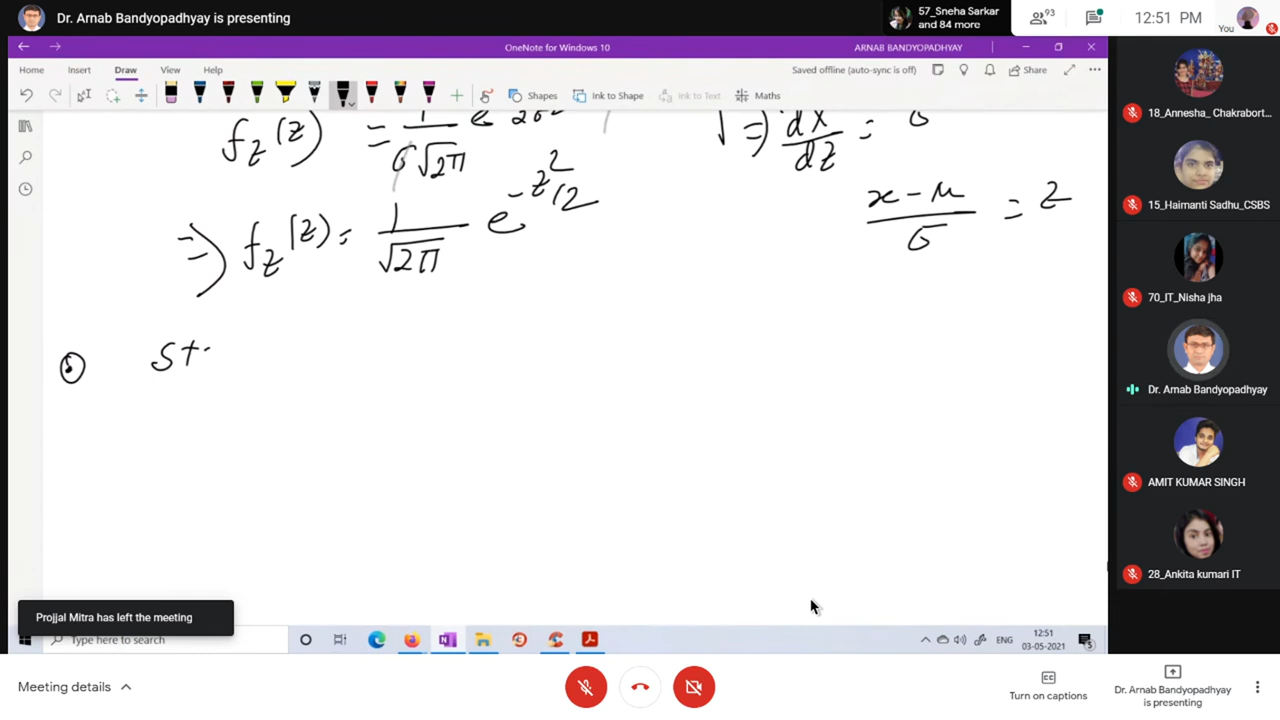 Dr. Arnab Bandyopadhyay is presenting
57_Sneha Sarkar
and 84 more
93
12:51 PM
You
OneNote for Windows 10
ARNAB BANDYOPADHYAY
Home Insert Draw View Help
Saved offline (auto-sync is off)
Share
Shapes
Ink to Shape
Ink to Text
Maths
f_Z(z) = 1/(σ√2π) e
⇒ dx/dz = σ
(x-μ)/σ = z
⇒ f_Z(z) = 1/√2π e^(-z²/2)
St
18_Annesha_ Chakrabort...
15_Haimanti Sadhu_CSBS
70_IT_Nisha jha
Dr. Arnab Bandyopadhyay
AMIT KUMAR SINGH
28_Ankita kumari IT
Projjal Mitra has left the meeting
Type here to search
ENG
12:51
03-05-2021
5
Meeting details
Turn on captions
Dr. Arnab Bandyopadhyay
is presenting